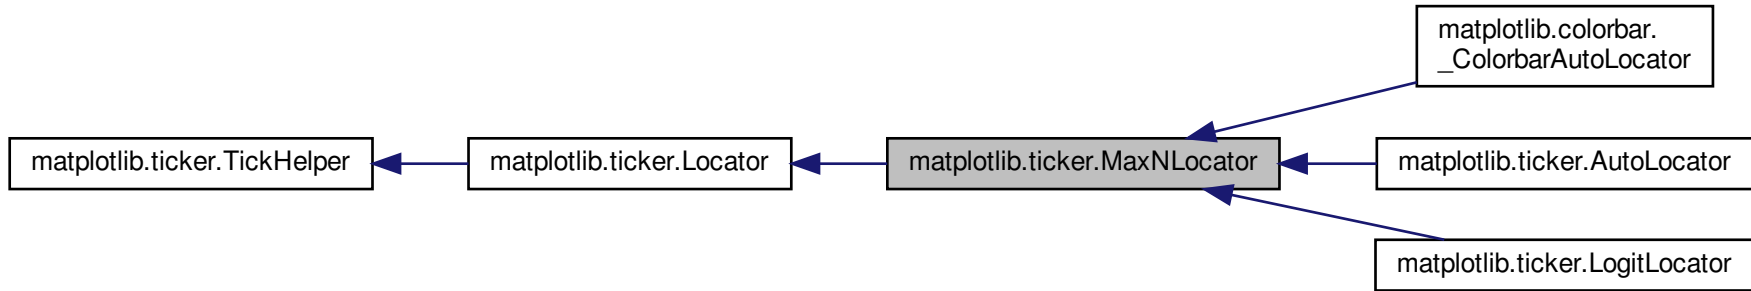 matplotlib.colorbar.
_ColorbarAutoLocator
matplotlib.ticker.TickHelper
matplotlib.ticker.Locator
matplotlib.ticker.MaxNLocator
matplotlib.ticker.AutoLocator
matplotlib.ticker.LogitLocator